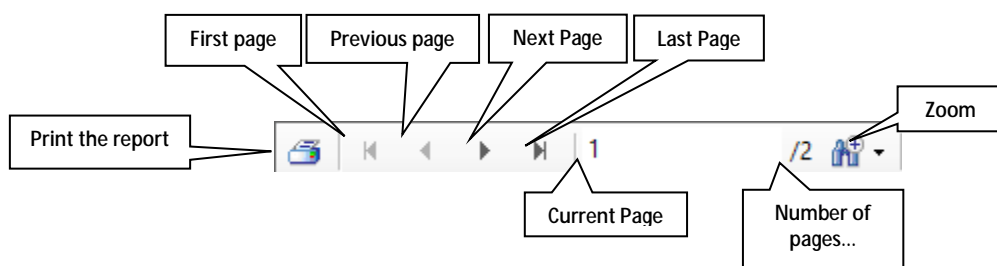 First page
Previous page
Next Page
Last Page
Zoom
Print the report
1
/2
Current Page
Number of
pages...